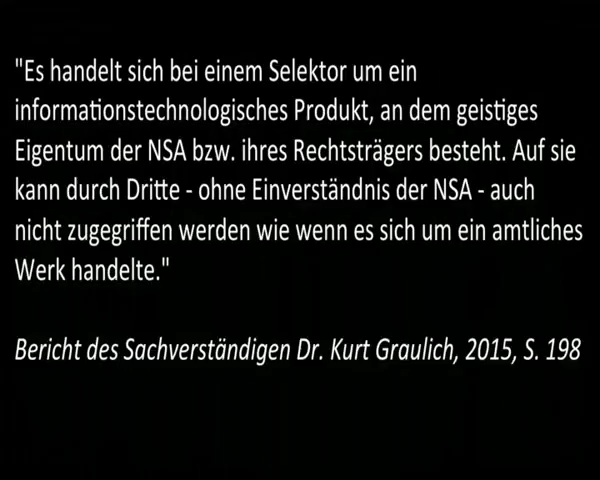 "Es handelt sich bei einem Selektor um ein
informationstechnologisches Produkt, an dem geistiges
Eigentum der NSA bzw. ihres Rechtsträgers besteht. Auf sie
kann durch Dritte - ohne Einverständnis der NSA - auch
nicht zugegriffen werden wie wenn es sich um ein amtliches
Werk handelte."
Bericht des Sachverständigen Dr. Kurt Graulich, 2015, S. 198